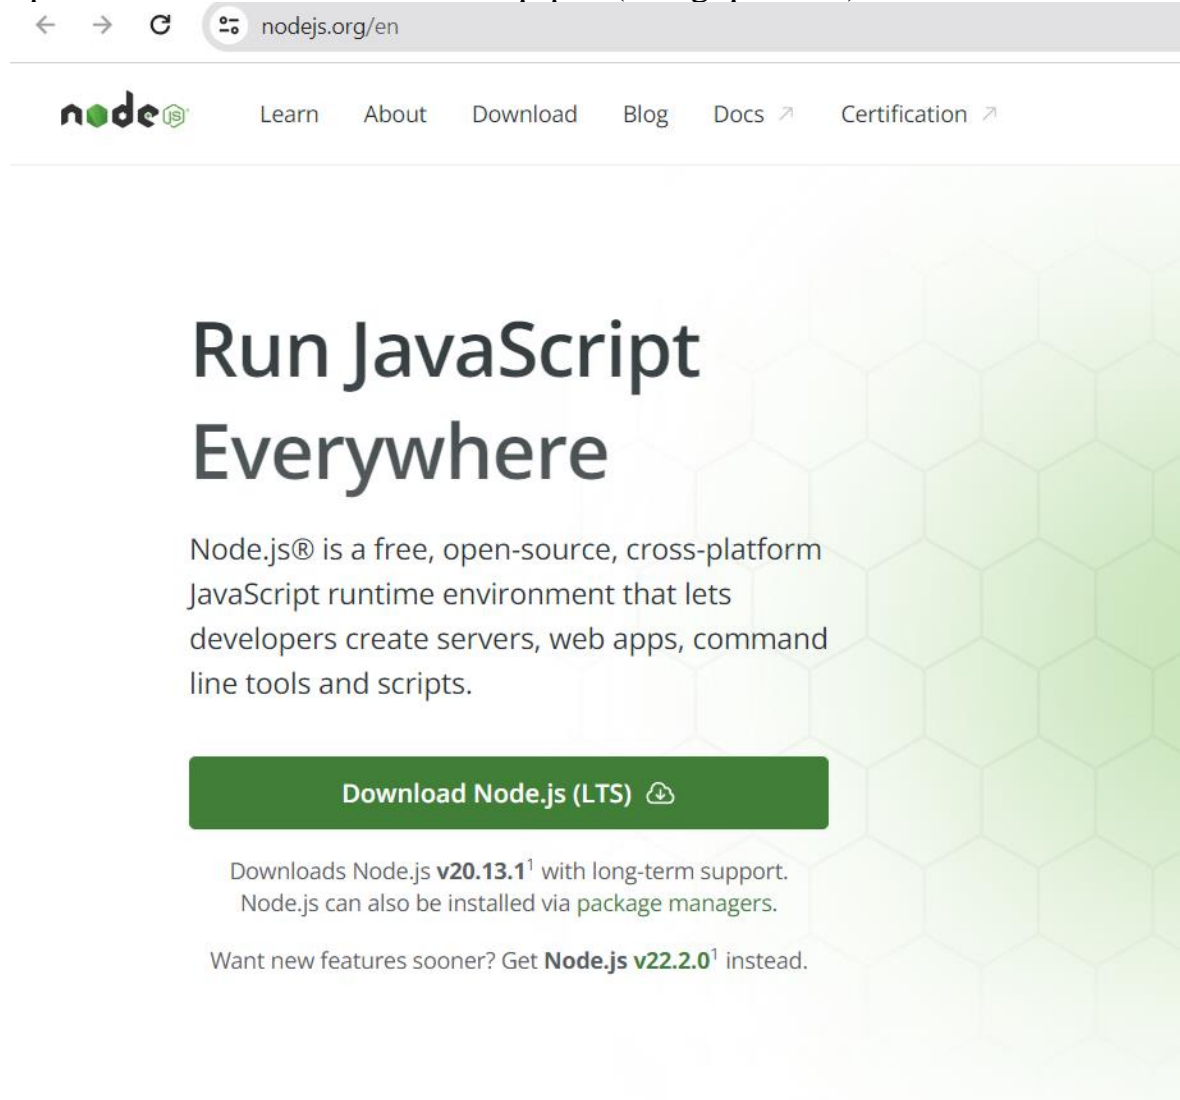 nodejs.org/en
node JS
Learn About Download Blog Docs ↗ Certification ↗
Run JavaScript
Everywhere
Node.js® is a free, open-source, cross-platform
JavaScript runtime environment that lets
developers create servers, web apps, command
line tools and scripts.
Download Node.js (LTS)
Downloads Node.js v20.13.1¹ with long-term support.
Node.js can also be installed via package managers.
Want new features sooner? Get Node.js v22.2.0¹ instead.